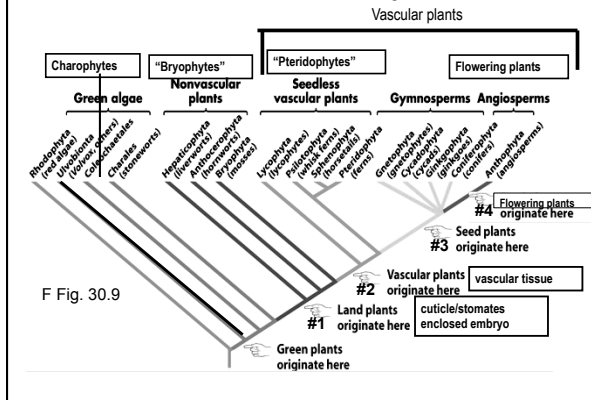 Vascular plants
Charophytes
“Bryophytes”
“Pteridophytes”
Flowering plants
Green algae
Nonvascular
plants
Seedless
vascular plants
Gymnosperms
Angiosperms
Rhodophyta
(red algae)
Ulvobionta
(Volvox, others)
Coleochaetales
Charales
(stoneworts)
Hepaticophyta
(liverworts)
Anthocerophyta
(hornworts)
Bryophyta
(mosses)
Lycophyta
(lycophytes)
Psilotophyta
(whisk ferns)
Sphenophyta
(horsetails)
Pteridophyta
(ferns)
Gnetophyta
(gnetophytes)
Cycadophyta
(cycads)
Ginkgophyta
(ginkgoes)
Coniferophyta
(conifers)
Anthophyta
(angiosperms)
#4 Flowering plants
originate here
#3 Seed plants
originate here
#2 Vascular plants
originate here
vascular tissue
#1 Land plants
originate here
cuticle/stomates
enclosed embryo
Green plants
originate here
F Fig. 30.9